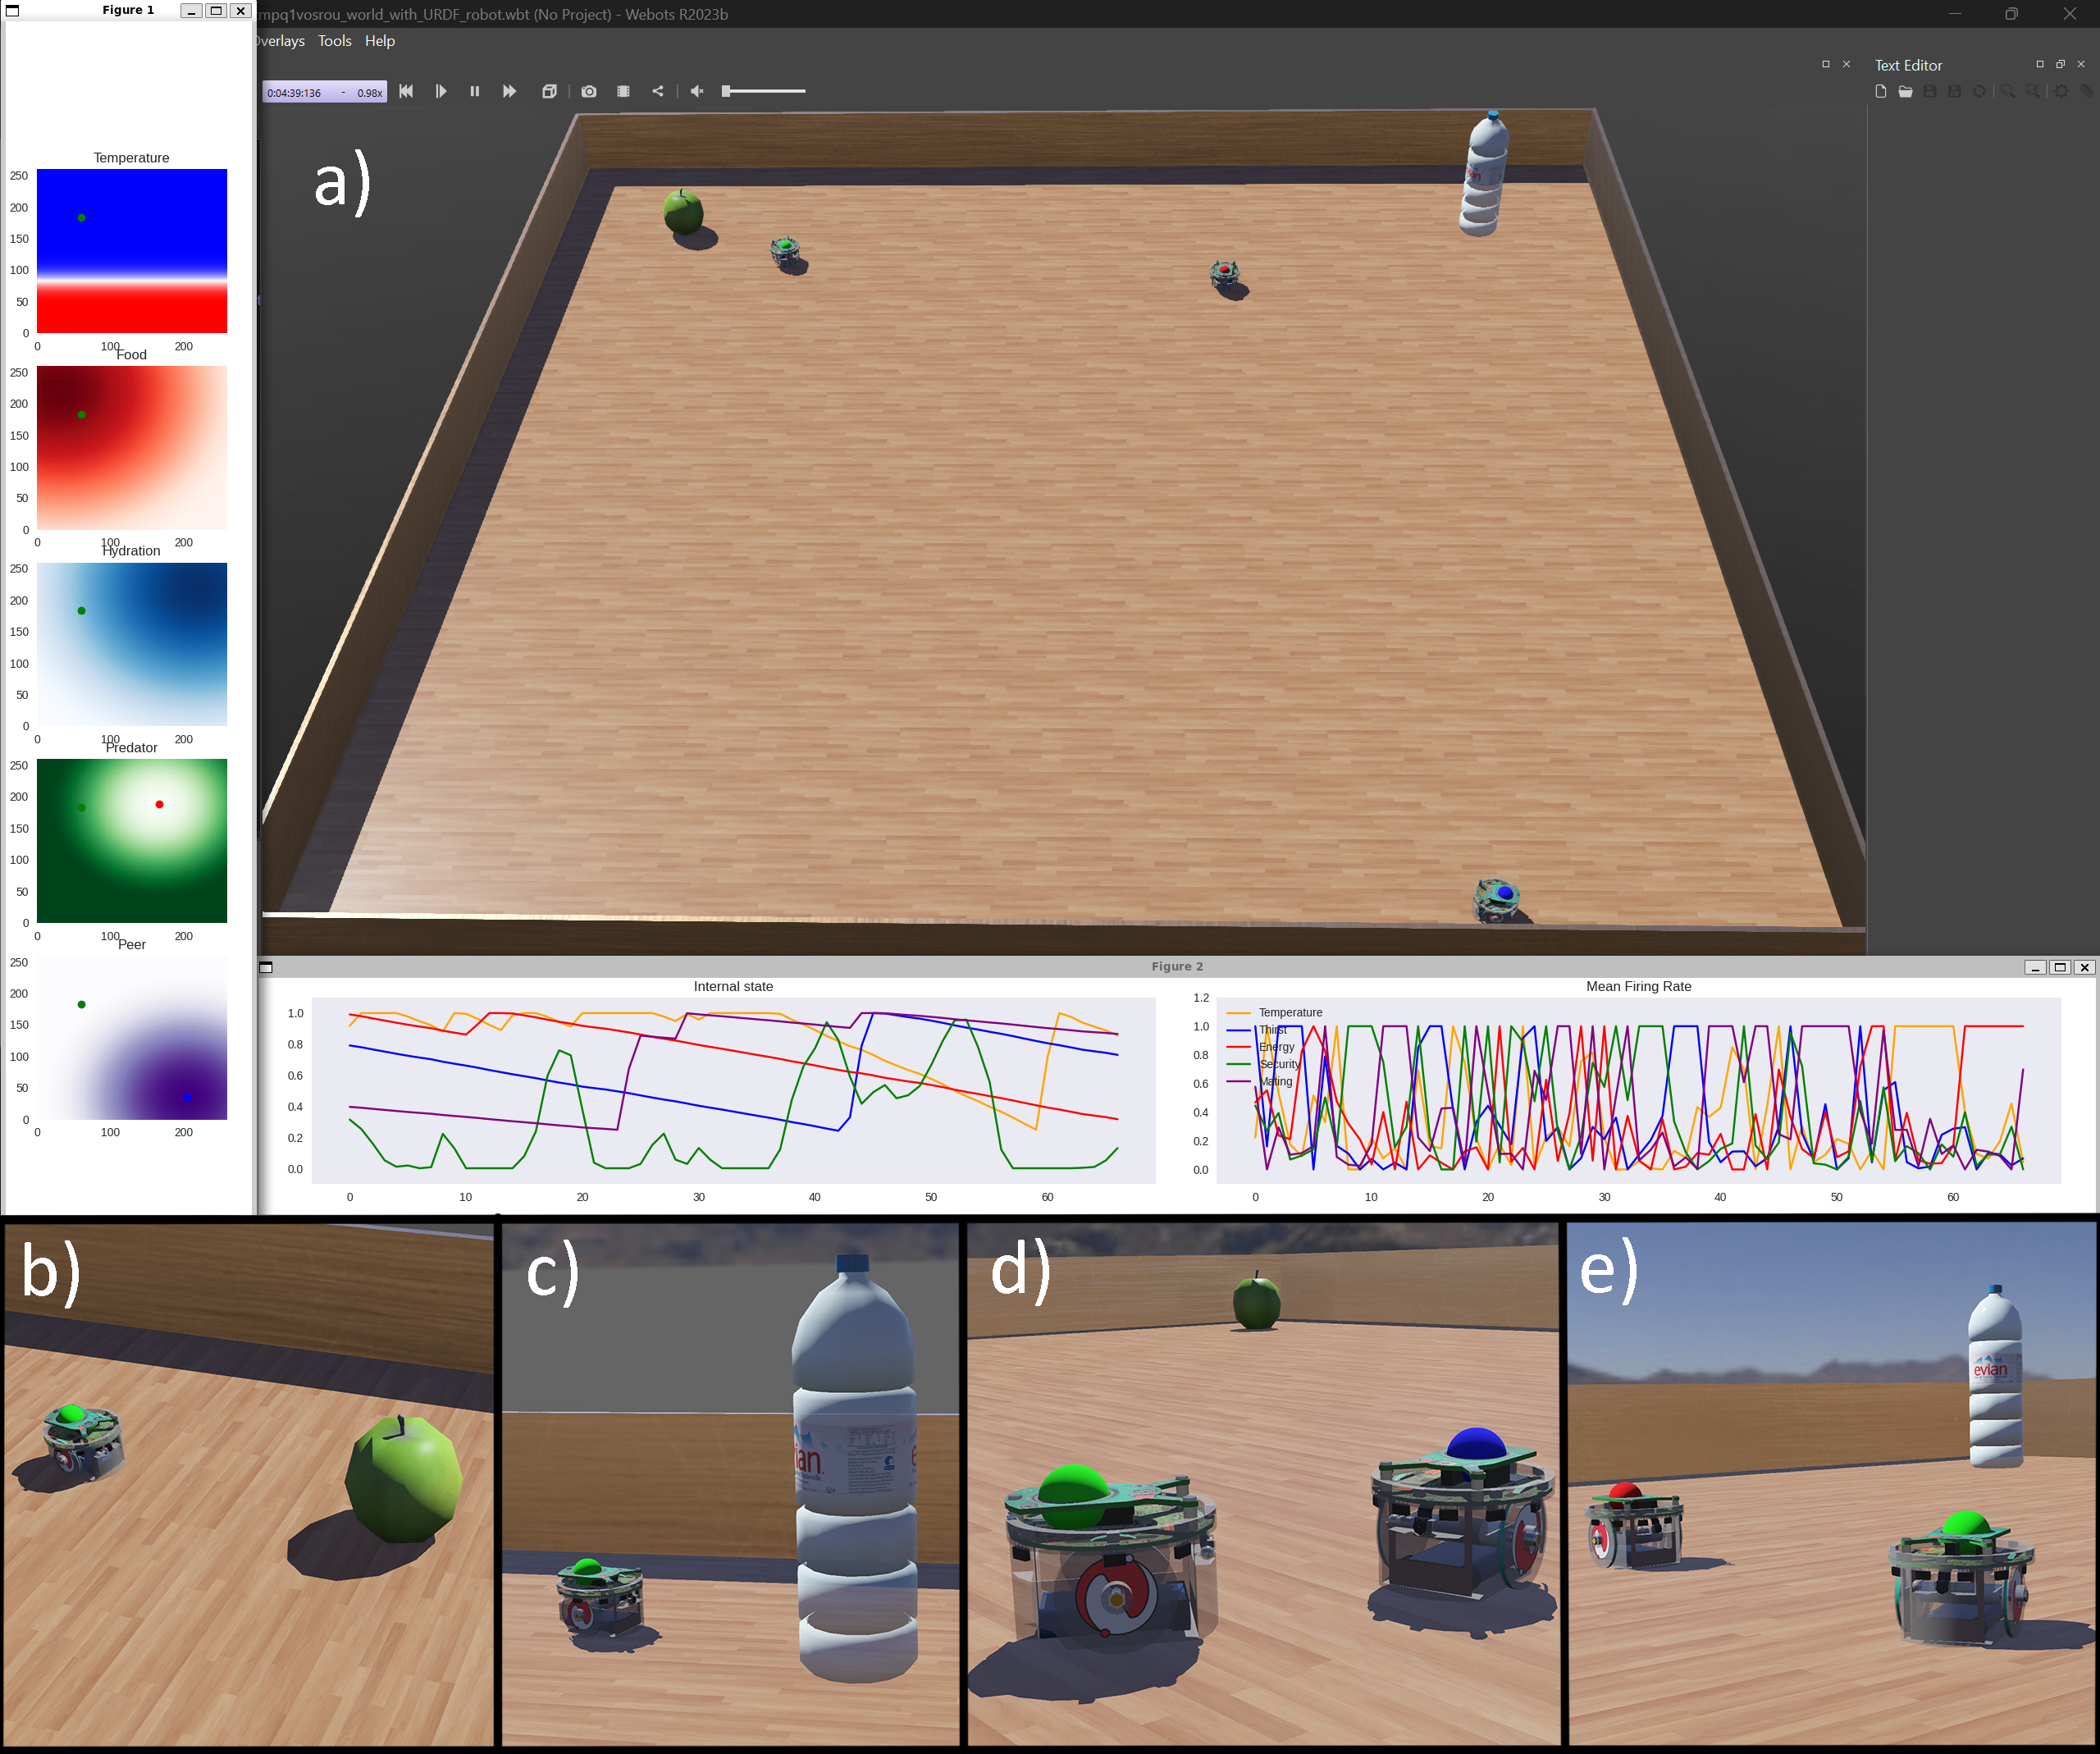 Figure 1
mpq1vosrou_world_with_URDF_robot.wbt (No Project) - Webots R2023b
Overlays Tools Help
Text Editor
0:04:39:136 - 0.98x
a)
Temperature
250
200
150
100
50
0
0 100 200
Food
250
200
150
100
50
0
0 100 200
Hydration
250
200
150
100
50
0
0 100 200
Predator
250
200
150
100
50
0
0 100 200
Peer
250
200
150
100
50
0
0 100 200
Figure 2
Internal state
1.0
0.8
0.6
0.4
0.2
0.0
0 10 20 30 40 50 60
Mean Firing Rate
1.2
1.0
0.8
0.6
0.4
0.2
0.0
Temperature
Thirst
Energy
Security
Mating
0 10 20 30 40 50 60
b)
c)
ian.
d)
e)
evian